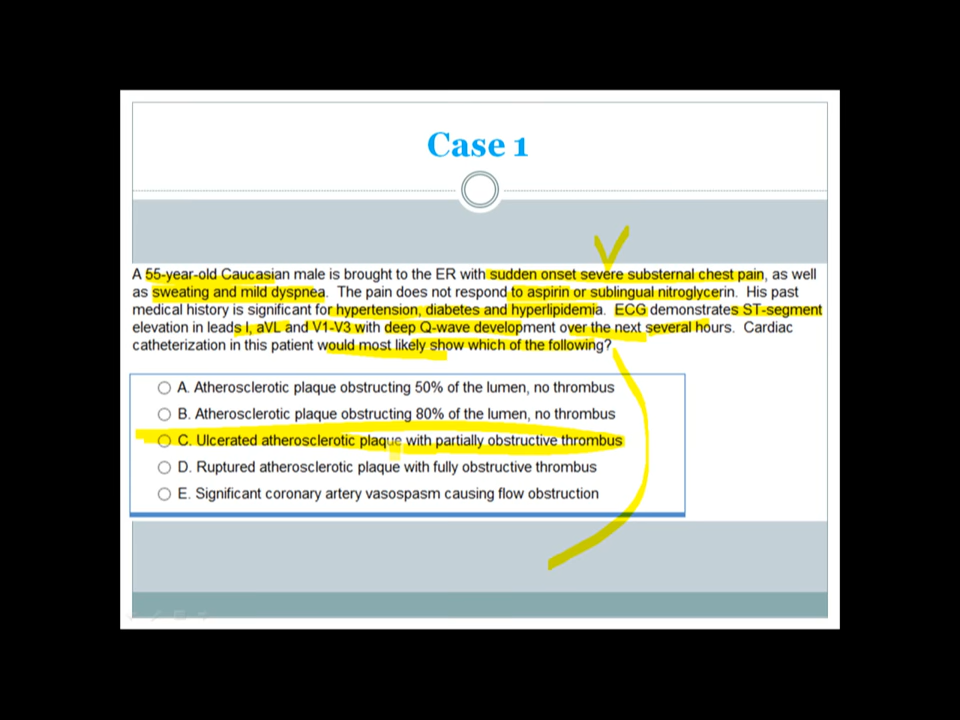 Case 1
A 55-year-old Caucasian male is brought to the ER with sudden onset severe substernal chest pain, as well
as sweating and mild dyspnea. The pain does not respond to aspirin or sublingual nitroglycerin. His past
medical history is significant for hypertension, diabetes and hyperlipidemia. ECG demonstrates ST-segment
elevation in leads I, aVL and V1-V3 with deep Q-wave development over the next several hours. Cardiac
catheterization in this patient would most likely show which of the following?
A. Atherosclerotic plaque obstructing 50% of the lumen, no thrombus
B. Atherosclerotic plaque obstructing 80% of the lumen, no thrombus
C. Ulcerated atherosclerotic plaque with partially obstructive thrombus
D. Ruptured atherosclerotic plaque with fully obstructive thrombus
E. Significant coronary artery vasospasm causing flow obstruction